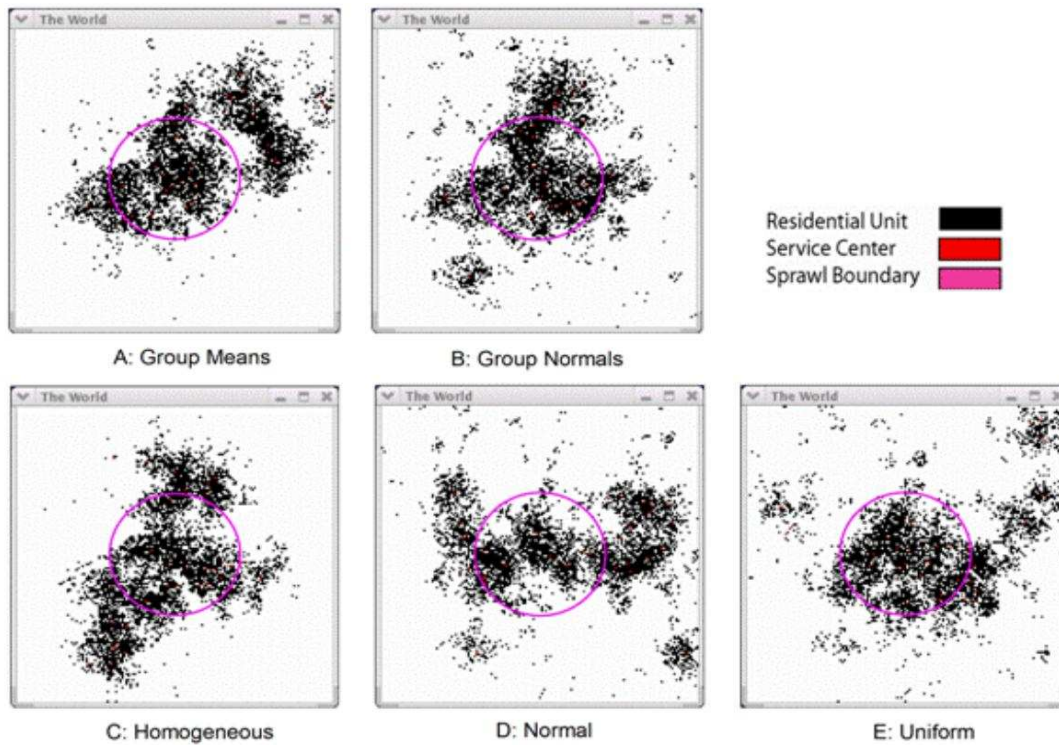 The World
The World
Residential Unit
Service Center
Sprawl Boundary
A: Group Means
B: Group Normals
The World
The World
The World
C: Homogeneous
D: Normal
E: Uniform